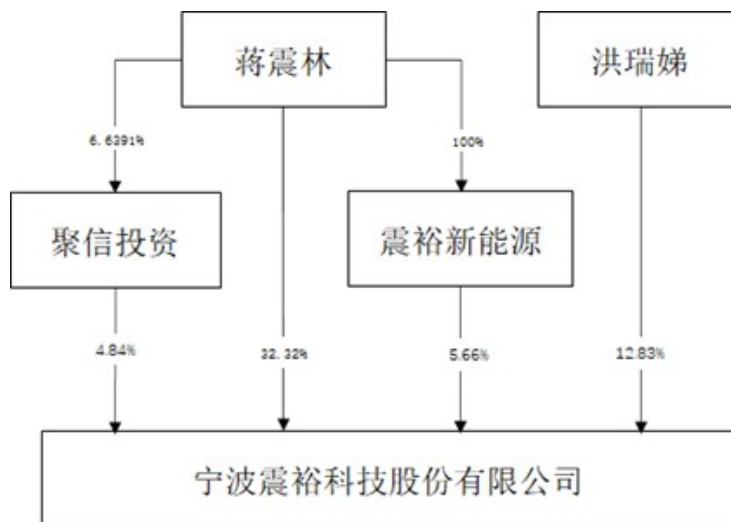 蒋震林
洪瑞娣
6.6391%
100%
聚信投资
震裕新能源
4.84%
32.32%
5.66%
12.83%
宁波震裕科技股份有限公司